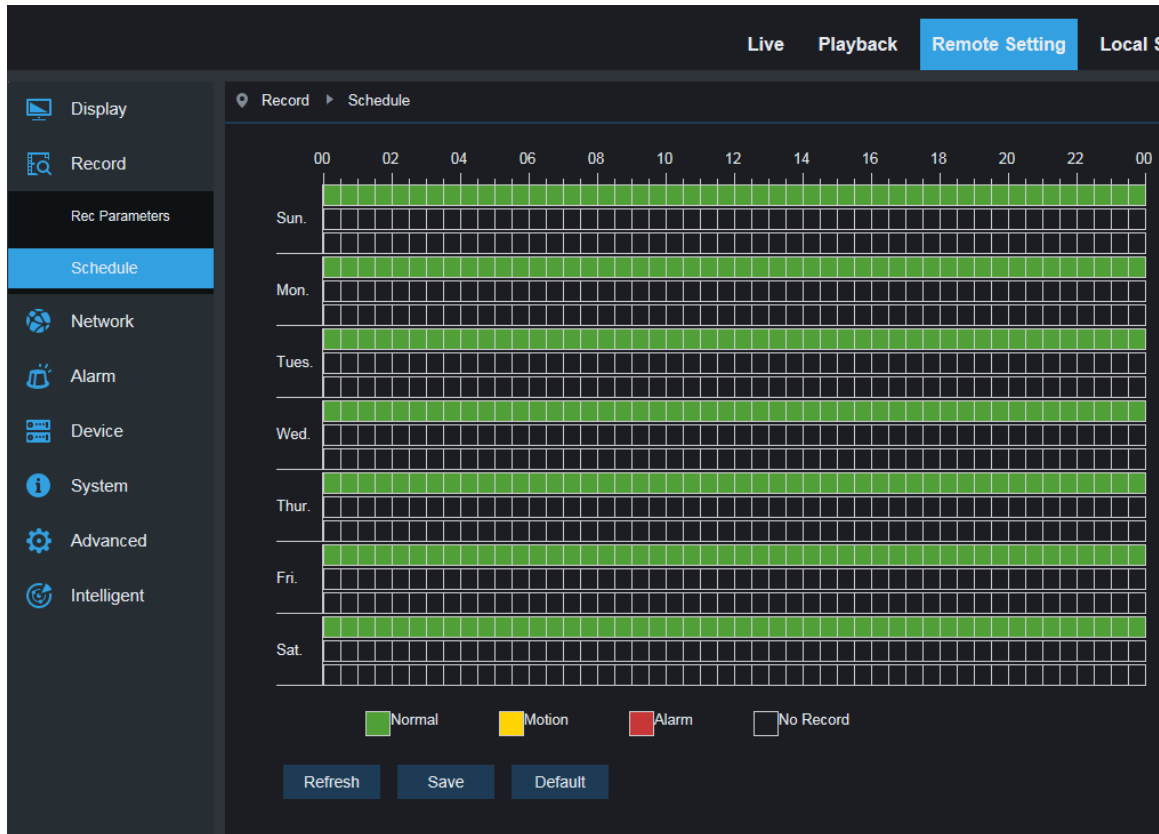 Live Playback Remote Setting Local
Display
Record
Rec Parameters
Schedule
Network
Alarm
Device
System
Advanced
Intelligent
Record Schedule
00 02 04 06 08 10 12 14 16 18 20 22 00
Sun.
Mon.
Tues.
Wed.
Thur.
Fri.
Sat.
Normal Motion Alarm No Record
Refresh Save Default